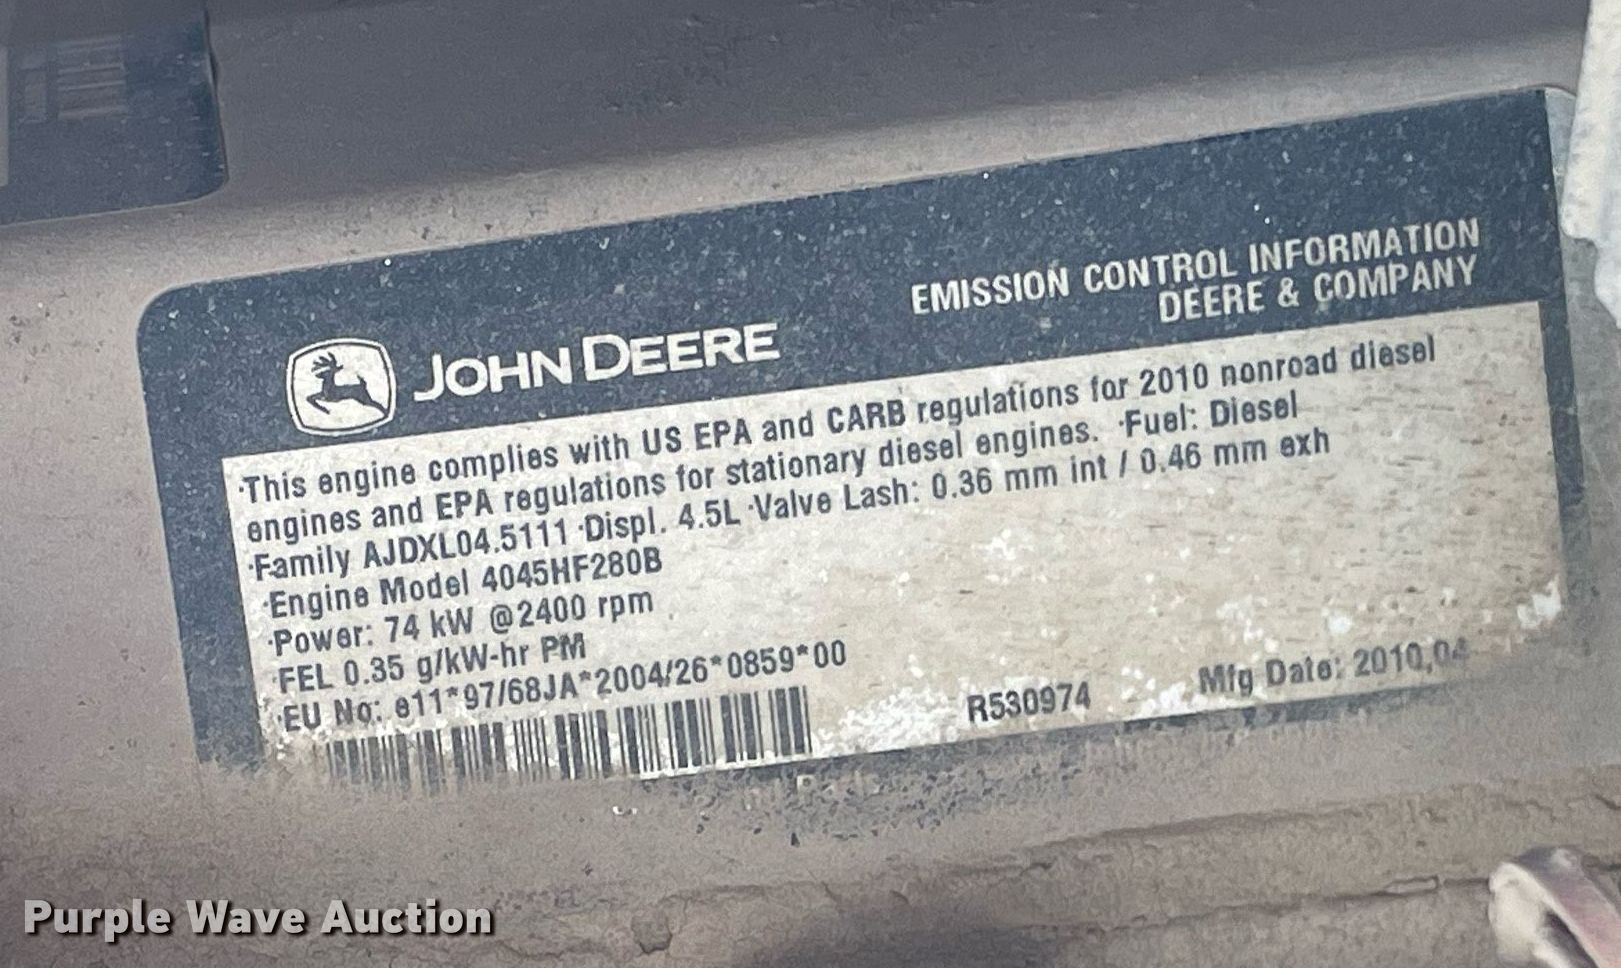 EMISSION CONTROL INFORMATION
DEERE & COMPANY
JOHN DEERE
·This engine complies with US EPA and CARB regulations for 2010 nonroad diesel
engines and EPA regulations for stationary diesel engines. ·Fuel: Diesel
·Family AJDXL04.5111 ·Displ. 4.5L ·Valve Lash: 0.36 mm int / 0.46 mm exh
·Engine Model 4045HF280B
·Power: 74 kW @2400 rpm
·FEL 0.35 g/kW-hr PM
·EU No: e11*97/68JA*2004/26*0859*00
R530974
Mfg Date: 2010,04
Purple Wave Auction